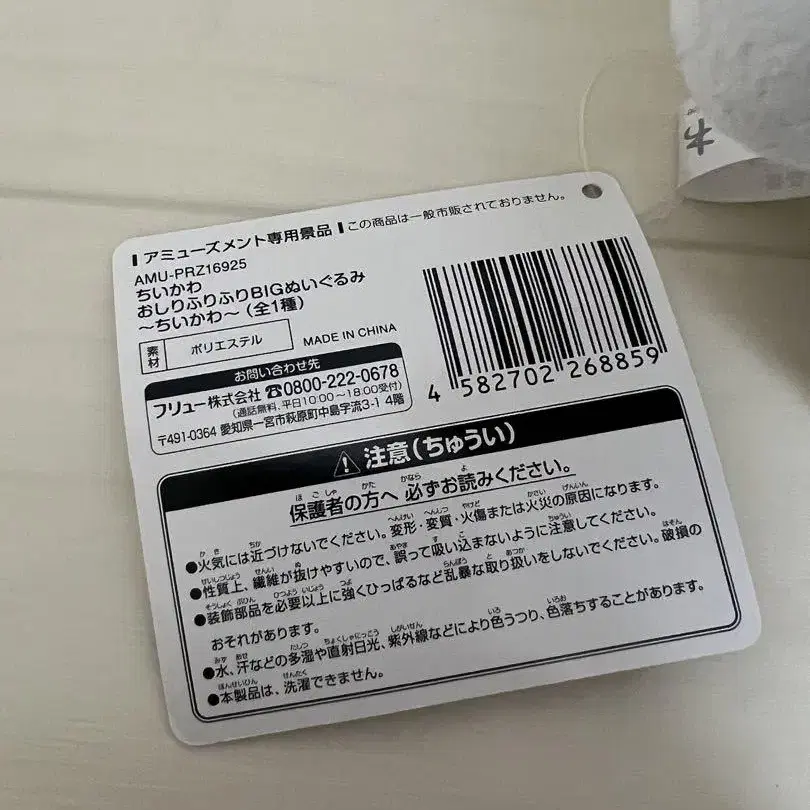 アミューズメント専用景品 この商品は一般市販されておりません。
AMU-PRZ16925
ちいかわ
おしりふりふりBIGぬいぐるみ
～ちいかわ～(全1種)
素材 ポリエステル MADE IN CHINA
お問い合わせ先
フリュー株式会社 ☎0800-222-0678
(通話無料、平日10:00～18:00受付)
〒491-0364 愛知県一宮市萩原町中島字流3-1 4階
4 582702 268859
⚠ 注意(ちゅうい)
保護者の方へ 必ずお読みください。
●火気には近づけないでください。変形・変質・火傷または火災の原因になります。
●性質上、繊維が抜けやすいので、誤って吸い込まないように注意してください。
●装飾部品を必要以上に強くひっぱるなど乱暴な取り扱いをしないでください。破損の
おそれがあります。
●水、汗などの多湿や直射日光、紫外線などにより色うつり、色落ちすることがあります。
●本製品は、洗濯できません。